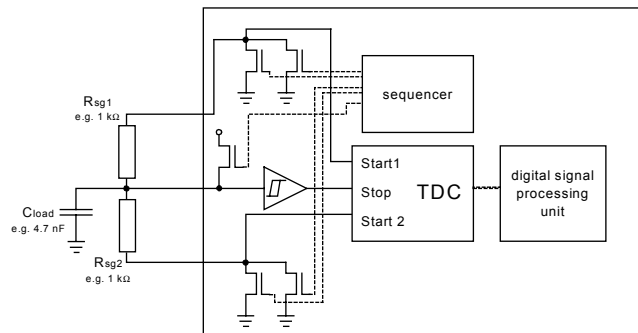 sequencer
Rsg1
e.g. 1 kΩ
Start1
Stop
TDC
Start 2
digital signal
processing
unit
Cload
e.g. 4.7 nF
Rsg2
e.g. 1 kΩ